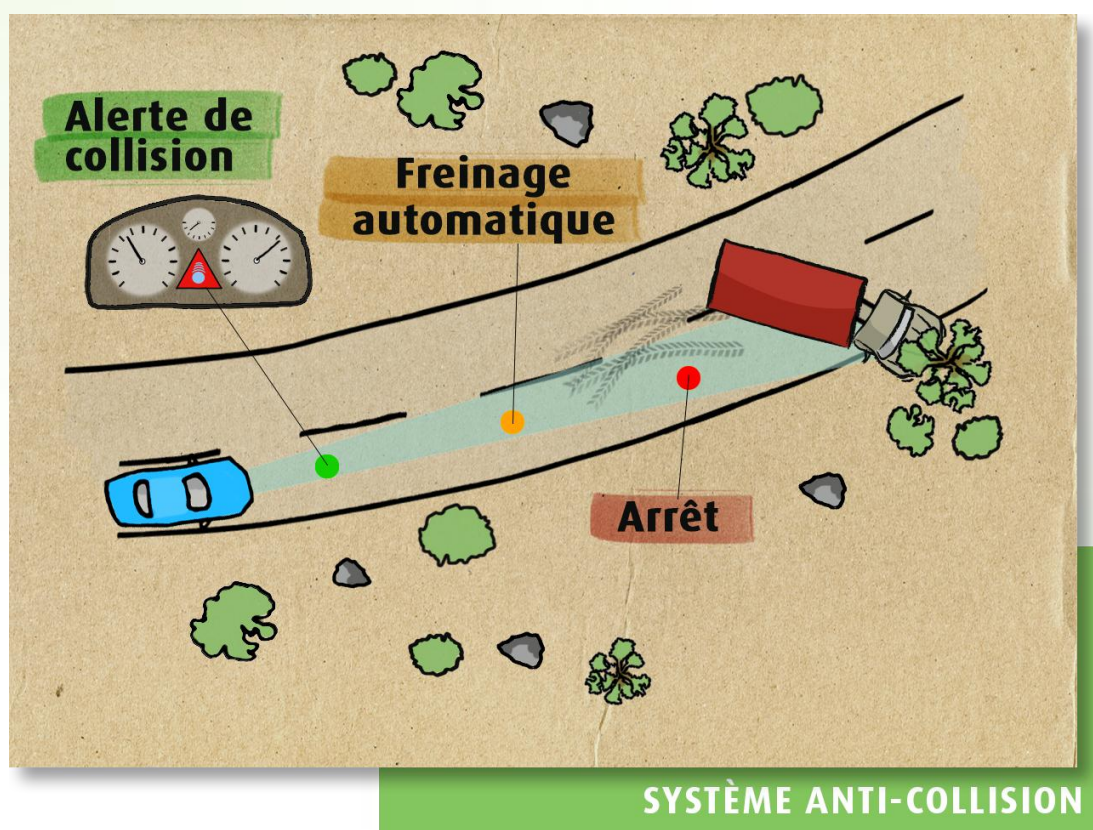 Alerte de
collision
Freinage
automatique
Arrêt
SYSTÈME ANTI-COLLISION